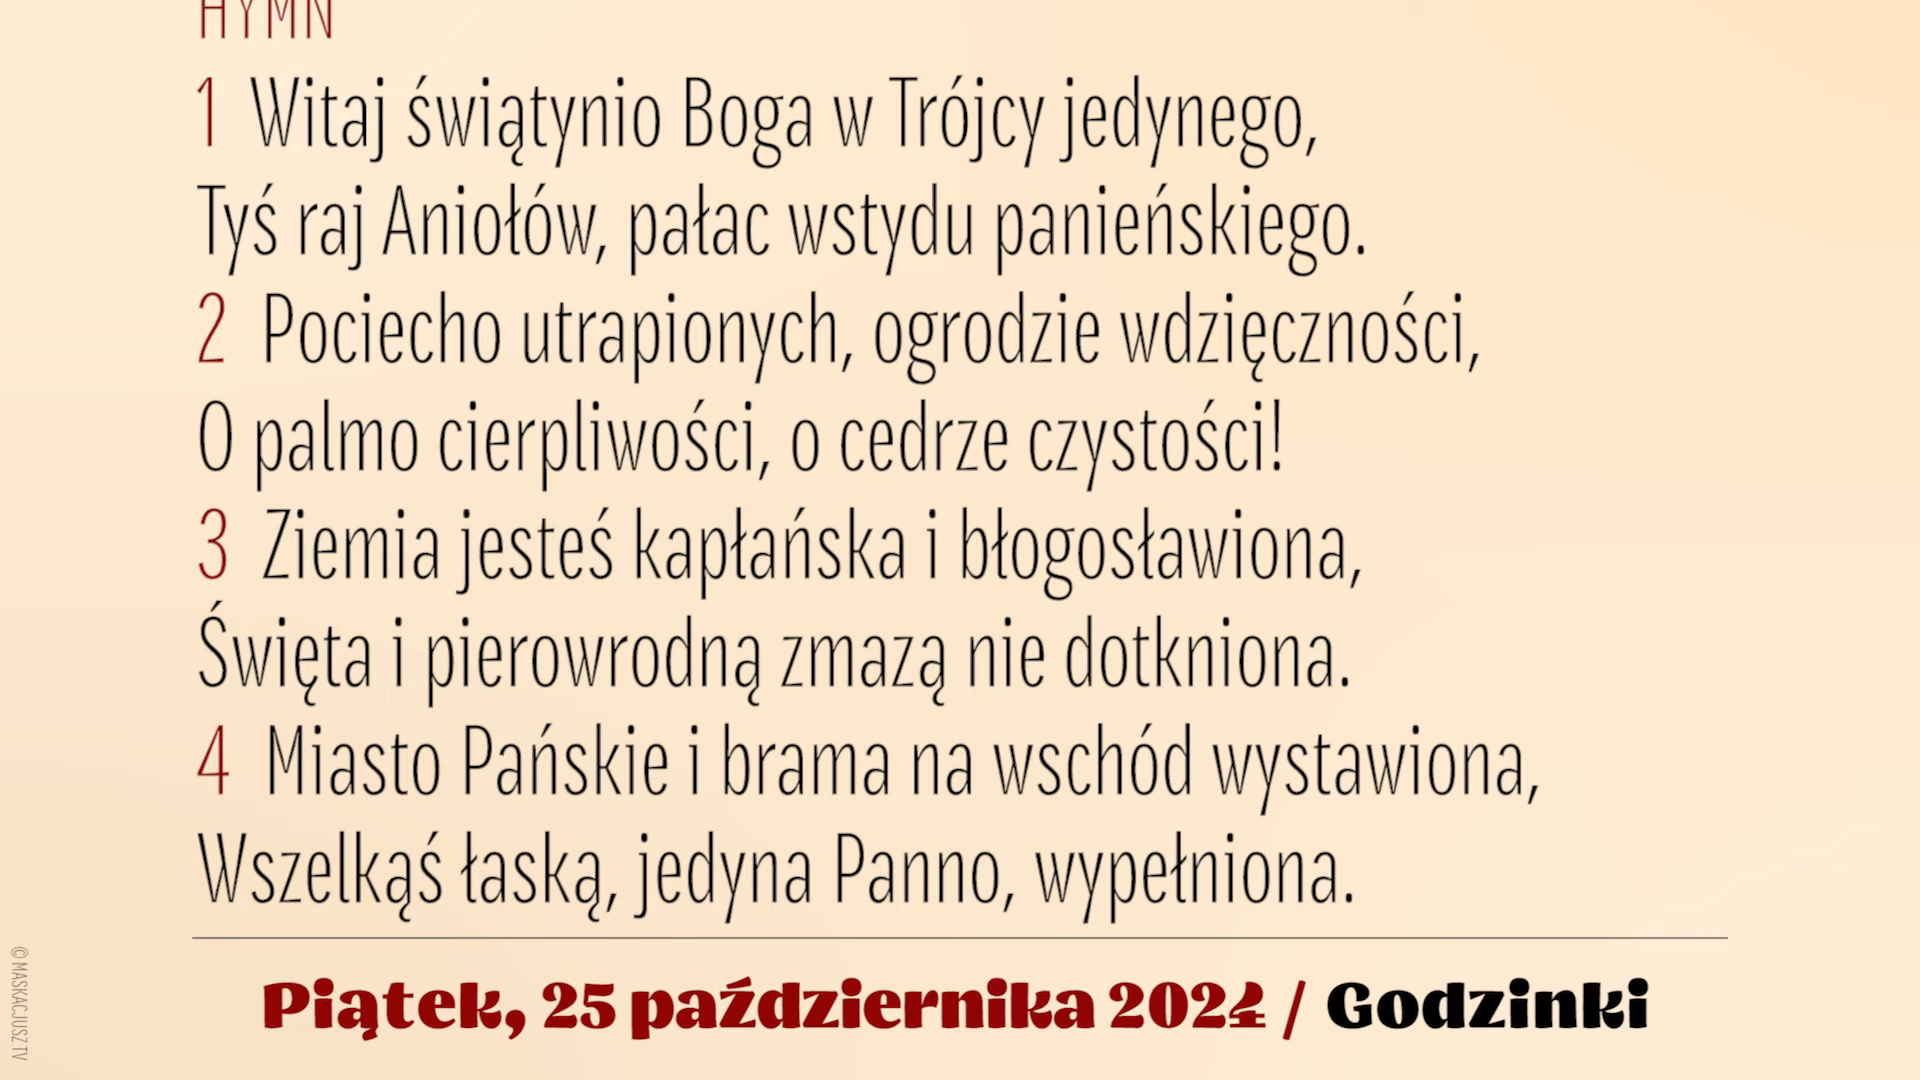 HYMN
1 Witaj świątynio Boga w Trójcy jedynego,
Tyś raj Aniołów, pałac wstydu panieńskiego.
2 Pociecho utrapionych, ogrodzie wdzięczności,
O palmo cierpliwości, o cedrze czystości!
3 Ziemia jesteś kapłańska i błogosławiona,
Święta i pierowrodną zmazą nie dotkniona.
4 Miasto Pańskie i brama na wschód wystawiona,
Wszelkąś łaską, jedyna Panno, wypełniona.
Piątek, 25 października 2024 / Godzinki
© MASKACJUSZ TV